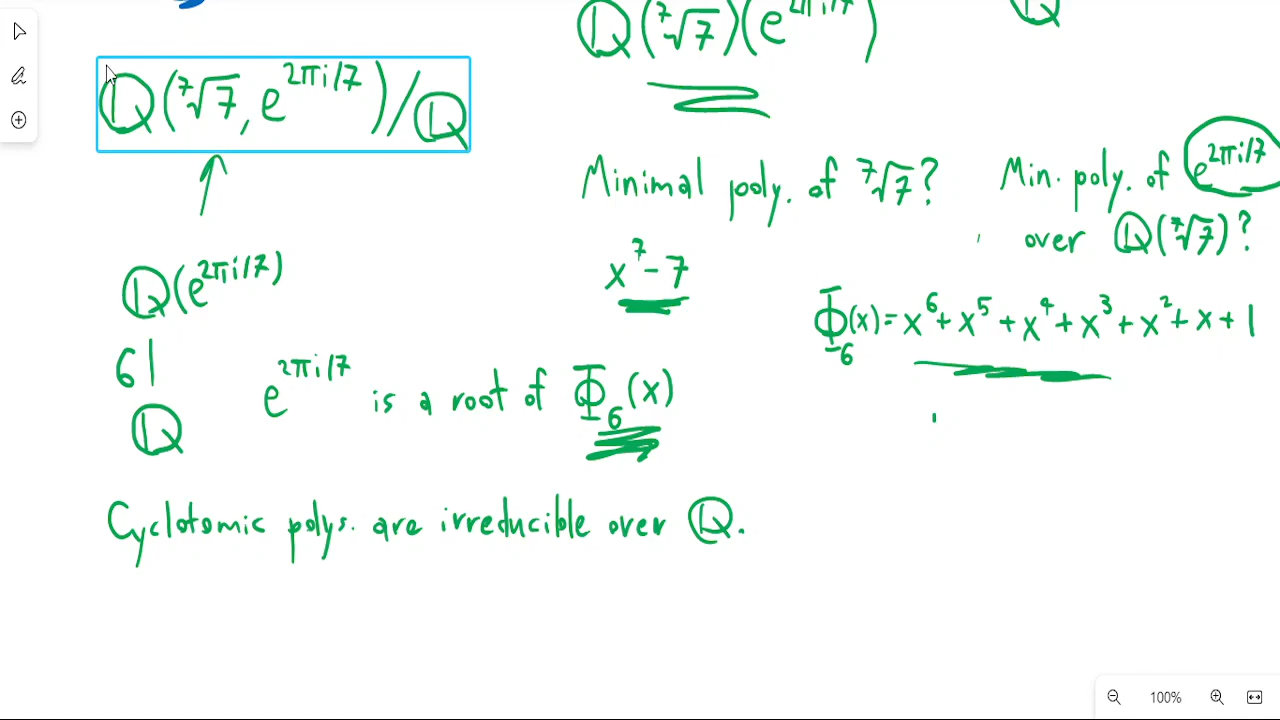 ℚ(⁷√7)(e^{2πi/7})
ℚ
ℚ(⁷√7, e^{2πi/7})/ℚ
Minimal poly. of ⁷√7?
Min. poly. of e^{2πi/7}
over ℚ(⁷√7)?
x⁷-7
Φ₆(x)=x⁶+x⁵+x⁴+x³+x²+x+1
ℚ(e^{2πi/7})
6|
ℚ
e^{2πi/7} is a root of Φ₆(x)
Cyclotomic polys. are irreducible over ℚ.
100%